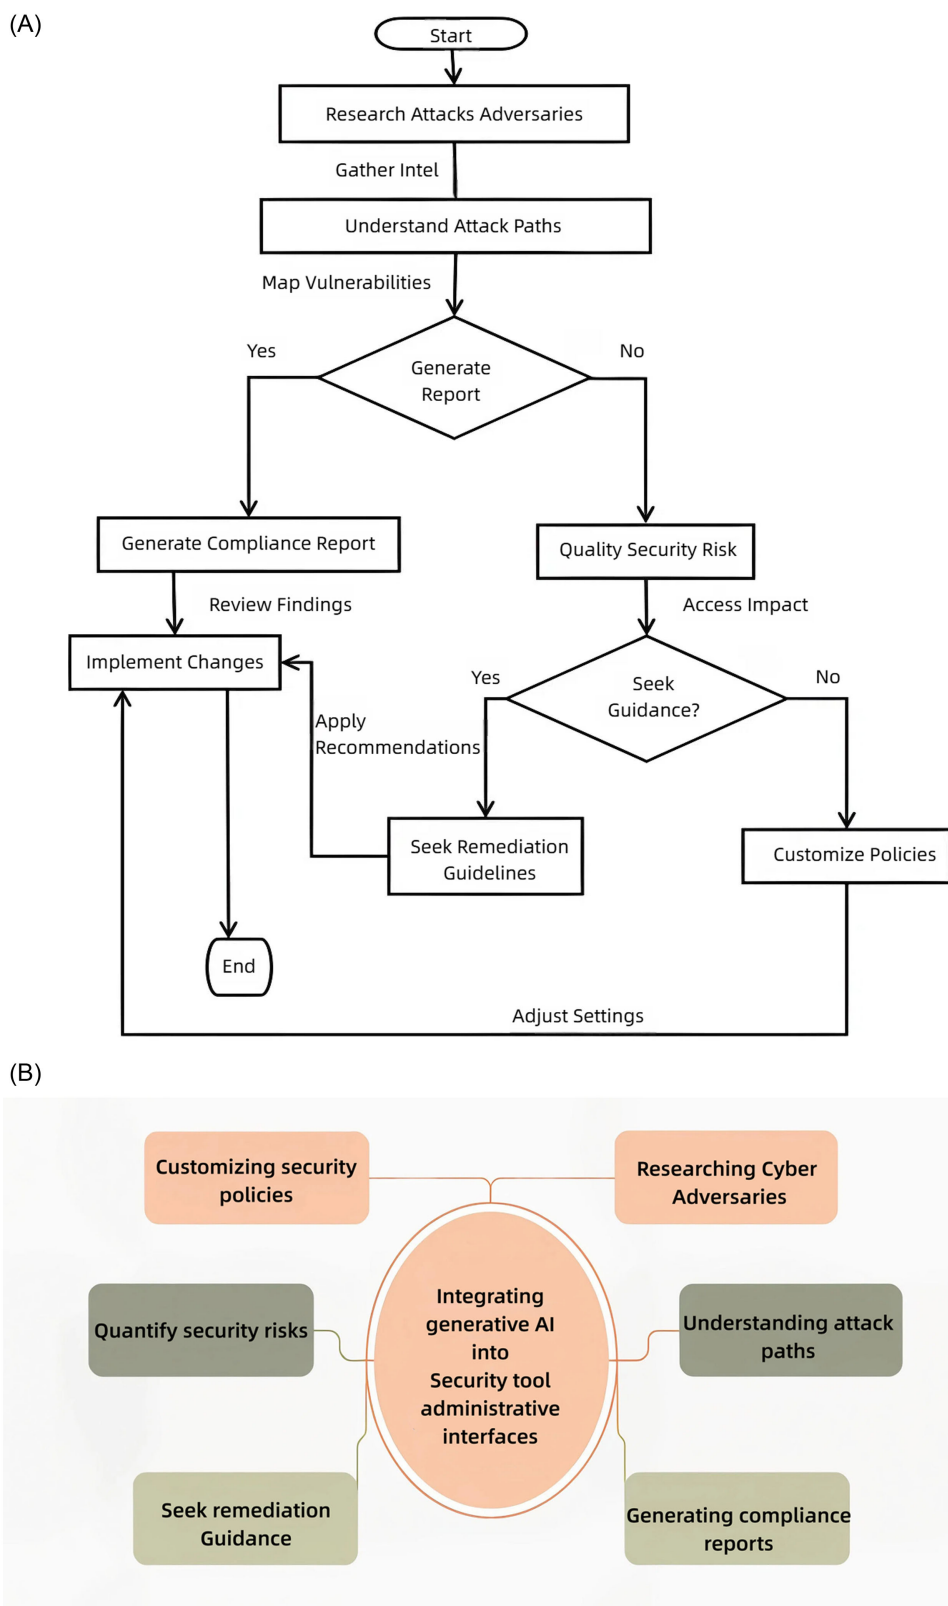 (A)
Start
Research Attacks Adversaries
Gather Intel
Understand Attack Paths
Map Vulnerabilities
Yes
No
Generate
Report
Generate Compliance Report
Quality Security Risk
Review Findings
Access Impact
Implement Changes
Yes
No
Seek
Guidance?
Apply
Recommendations
Seek Remediation
Guidelines
Customize Policies
End
Adjust Settings
(B)
Customizing security
policies
Researching Cyber
Adversaries
Quantify security risks
Integrating
generative AI
into
Security tool
administrative
interfaces
Understanding attack
paths
Seek remediation
Guidance
Generating compliance
reports